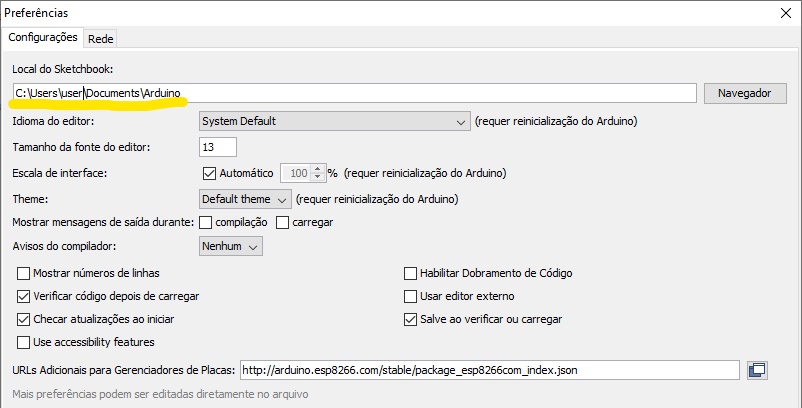 Preferências
Configurações Rede
Local do Sketchbook:
C:\Users\user\Documents\Arduino Navegador
Idioma do editor: System Default (requer reinicialização do Arduino)
Tamanho da fonte do editor: 13
Escala de interface: Automático 100 % (requer reinicialização do Arduino)
Theme: Default theme (requer reinicialização do Arduino)
Mostrar mensagens de saída durante: compilação carregar
Avisos do compilador: Nenhum
Mostrar números de linhas Habilitar Dobramento de Código
Verificar código depois de carregar Usar editor externo
Checar atualizações ao iniciar Salve ao verificar ou carregar
Use accessibility features
URLs Adicionais para Gerenciadores de Placas: http://arduino.esp8266.com/stable/package_esp8266com_index.json
Mais preferências podem ser editadas diretamente no arquivo